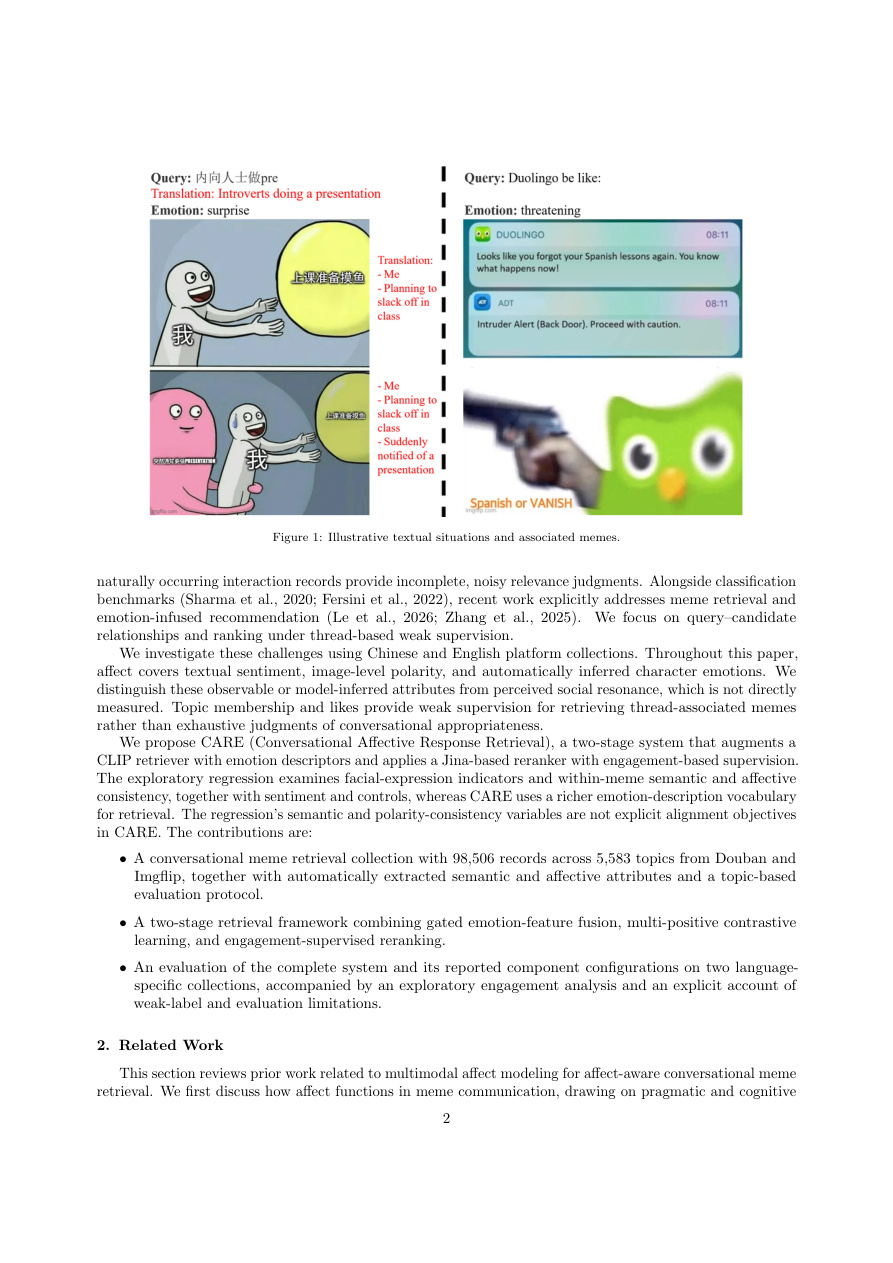 Query: 内向人士做pre
Translation: Introverts doing a presentation
Emotion: surprise
上课准备摸鱼
我
Translation:
- Me
- Planning to
slack off in
class
上课准备摸鱼
我
imgflip.com
- Me
- Planning to
slack off in
class
- Suddenly
notified of a
presentation
Query: Duolingo be like:
Emotion: threatening
DUOLINGO 08:11
Looks like you forgot your Spanish lessons again. You know
what happens now!
ADT 08:11
Intruder Alert (Back Door). Proceed with caution.
Spanish or VANISH
imgflip.com
Figure 1: Illustrative textual situations and associated memes.
naturally occurring interaction records provide incomplete, noisy relevance judgments. Alongside classification
benchmarks (Sharma et al., 2020; Fersini et al., 2022), recent work explicitly addresses meme retrieval and
emotion-infused recommendation (Le et al., 2026; Zhang et al., 2025). We focus on query–candidate
relationships and ranking under thread-based weak supervision.
We investigate these challenges using Chinese and English platform collections. Throughout this paper,
affect covers textual sentiment, image-level polarity, and automatically inferred character emotions. We
distinguish these observable or model-inferred attributes from perceived social resonance, which is not directly
measured. Topic membership and likes provide weak supervision for retrieving thread-associated memes
rather than exhaustive judgments of conversational appropriateness.
We propose CARE (Conversational Affective Response Retrieval), a two-stage system that augments a
CLIP retriever with emotion descriptors and applies a Jina-based reranker with engagement-based supervision.
The exploratory regression examines facial-expression indicators and within-meme semantic and affective
consistency, together with sentiment and controls, whereas CARE uses a richer emotion-description vocabulary
for retrieval. The regression's semantic and polarity-consistency variables are not explicit alignment objectives
in CARE. The contributions are:
• A conversational meme retrieval collection with 98,506 records across 5,583 topics from Douban and
Imgflip, together with automatically extracted semantic and affective attributes and a topic-based
evaluation protocol.
• A two-stage retrieval framework combining gated emotion-feature fusion, multi-positive contrastive
learning, and engagement-supervised reranking.
• An evaluation of the complete system and its reported component configurations on two language-
specific collections, accompanied by an exploratory engagement analysis and an explicit account of
weak-label and evaluation limitations.
2. Related Work
This section reviews prior work related to multimodal affect modeling for affect-aware conversational meme
retrieval. We first discuss how affect functions in meme communication, drawing on pragmatic and cognitive
2